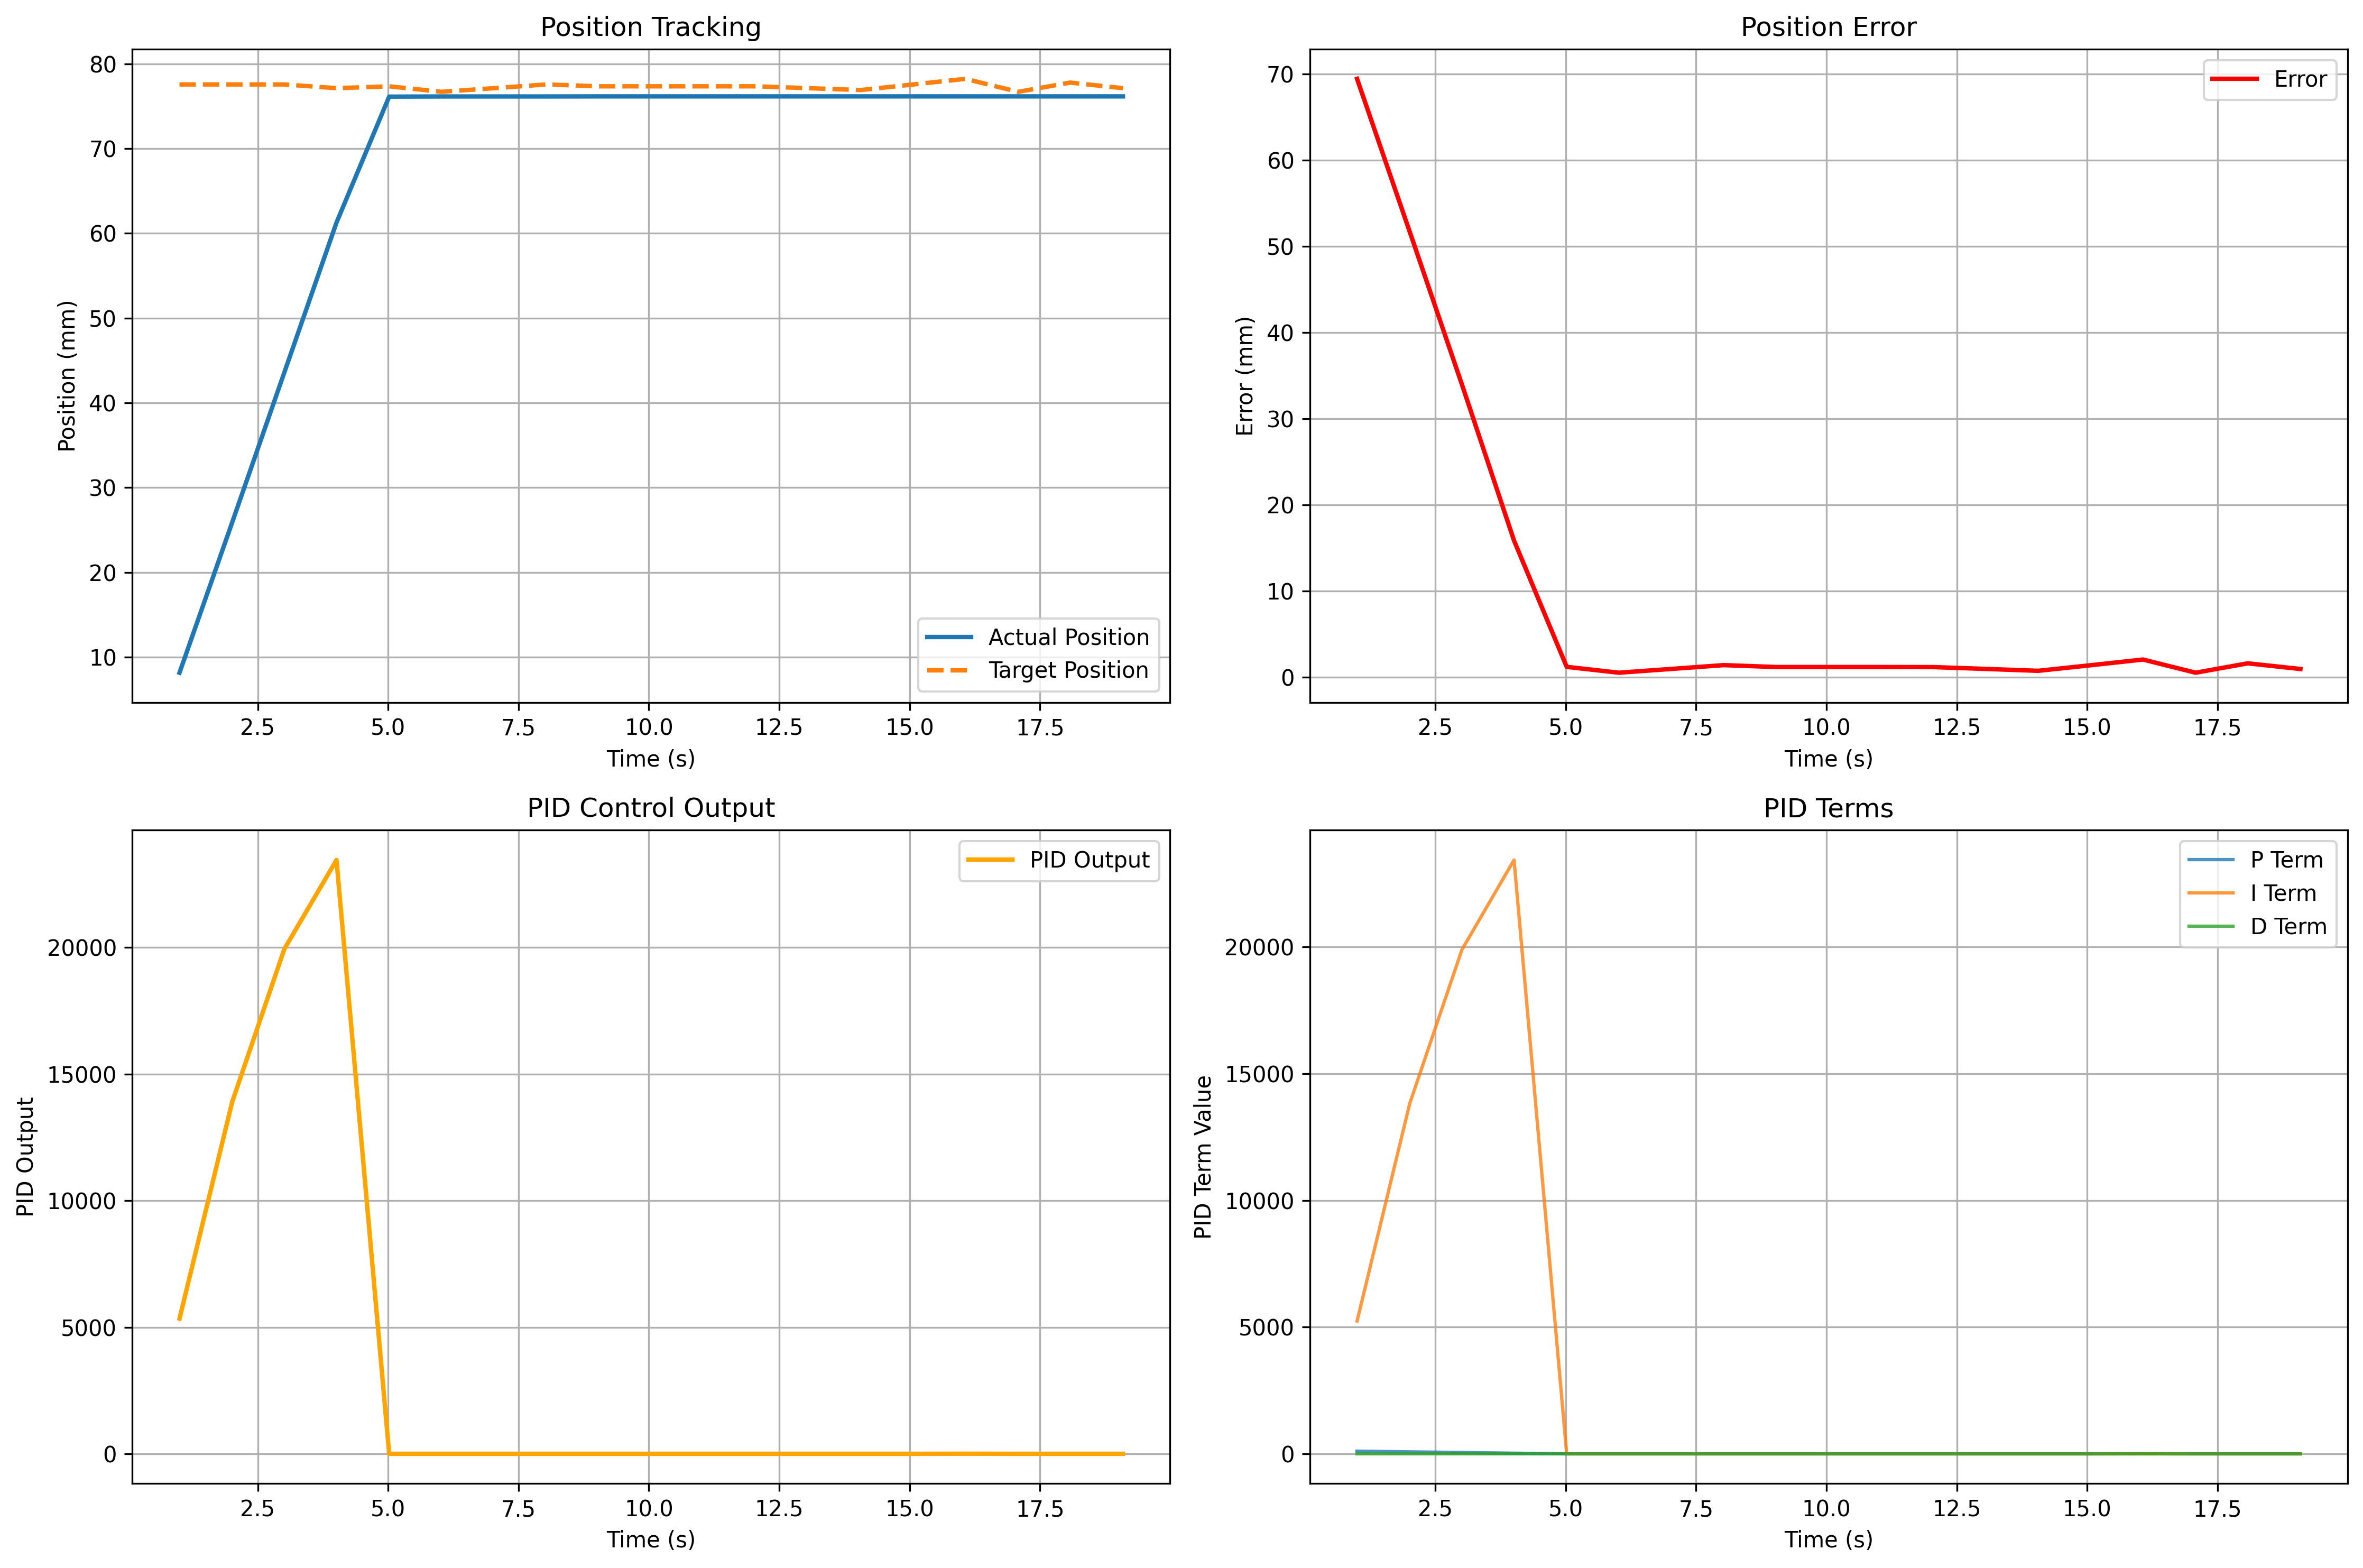 Position Tracking
80
70
60
50
40
30
20
10
Position (mm)
Actual Position
Target Position
2.5 5.0 7.5 10.0 12.5 15.0 17.5
Time (s)
Position Error
70
60
50
40
30
20
10
0
Error (mm)
Error
2.5 5.0 7.5 10.0 12.5 15.0 17.5
Time (s)
PID Control Output
20000
15000
10000
5000
0
PID Output
PID Output
2.5 5.0 7.5 10.0 12.5 15.0 17.5
Time (s)
PID Terms
20000
15000
10000
5000
0
PID Term Value
P Term
I Term
D Term
2.5 5.0 7.5 10.0 12.5 15.0 17.5
Time (s)